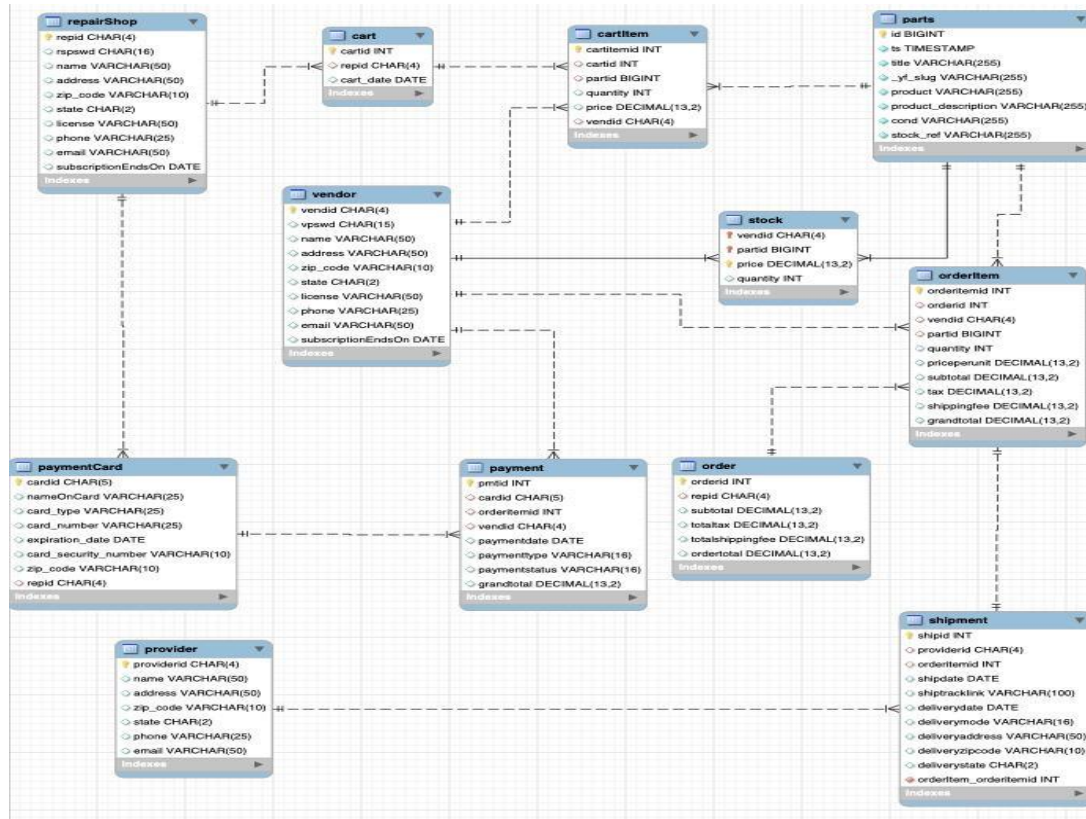 repairShop
repid CHAR(4)
rspswd CHAR(16)
name VARCHAR(50)
address VARCHAR(50)
zip_code VARCHAR(10)
state CHAR(2)
license VARCHAR(50)
phone VARCHAR(25)
email VARCHAR(50)
subscriptionEndsOn DATE
Indexes
cart
cartid INT
repid CHAR(4)
cart_date DATE
Indexes
cartItem
cartitemid INT
cartid INT
partid BIGINT
quantity INT
price DECIMAL(13,2)
vendid CHAR(4)
Indexes
parts
id BIGINT
ts TIMESTAMP
title VARCHAR(255)
_yf_slug VARCHAR(255)
product VARCHAR(255)
product_description VARCHAR(255)
cond VARCHAR(255)
stock_ref VARCHAR(255)
Indexes
vendor
vendid CHAR(4)
vpswd CHAR(15)
name VARCHAR(50)
address VARCHAR(50)
zip_code VARCHAR(10)
state CHAR(2)
license VARCHAR(50)
phone VARCHAR(25)
email VARCHAR(50)
subscriptionEndsOn DATE
Indexes
stock
vendid CHAR(4)
partid BIGINT
price DECIMAL(13,2)
quantity INT
Indexes
orderItem
orderitemid INT
orderid INT
vendid CHAR(4)
partid BIGINT
quantity INT
priceperunit DECIMAL(13,2)
subtotal DECIMAL(13,2)
tax DECIMAL(13,2)
shippingfee DECIMAL(13,2)
grandtotal DECIMAL(13,2)
Indexes
paymentCard
cardid CHAR(5)
nameOnCard VARCHAR(25)
card_type VARCHAR(25)
card_number VARCHAR(25)
expiration_date DATE
card_security_number VARCHAR(10)
zip_code VARCHAR(10)
repid CHAR(4)
Indexes
payment
pmtid INT
cardid CHAR(5)
orderitemid INT
vendid CHAR(4)
paymentdate DATE
paymenttype VARCHAR(16)
paymentstatus VARCHAR(16)
grandtotal DECIMAL(13,2)
Indexes
order
orderid INT
repid CHAR(4)
subtotal DECIMAL(13,2)
totaltax DECIMAL(13,2)
totalshippingfee DECIMAL(13,2)
ordertotal DECIMAL(13,2)
Indexes
provider
providerid CHAR(4)
name VARCHAR(50)
address VARCHAR(50)
zip_code VARCHAR(10)
state CHAR(2)
phone VARCHAR(25)
email VARCHAR(50)
Indexes
shipment
shipid INT
providerid CHAR(4)
orderitemid INT
shipdate DATE
shiptracklink VARCHAR(100)
deliverydate DATE
deliverymode VARCHAR(16)
deliveryaddress VARCHAR(50)
deliveryzipcode VARCHAR(10)
deliverystate CHAR(2)
orderItem_orderitemid INT
Indexes